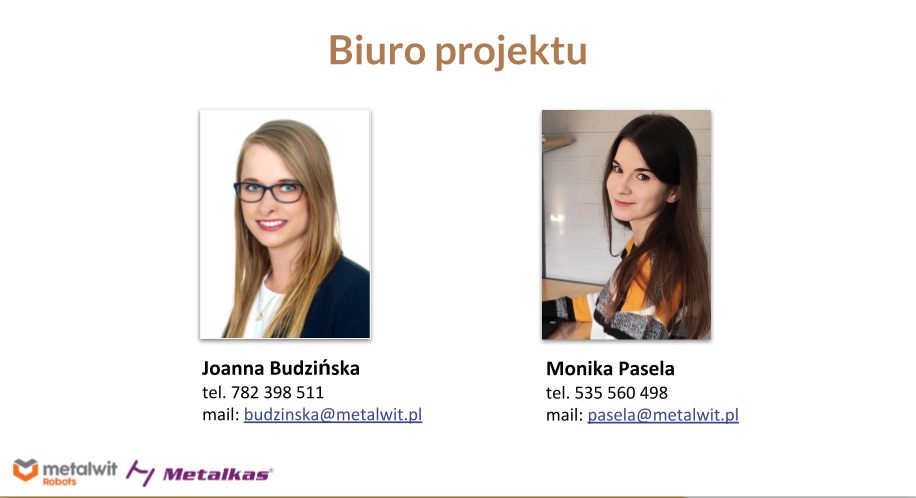 Biuro projektu
Joanna Budzińska
tel. 782 398 511
mail: budzinska@metalwit.pl
Monika Pasela
tel. 535 560 498
mail: pasela@metalwit.pl
metalwit
Robots
Metalkas®